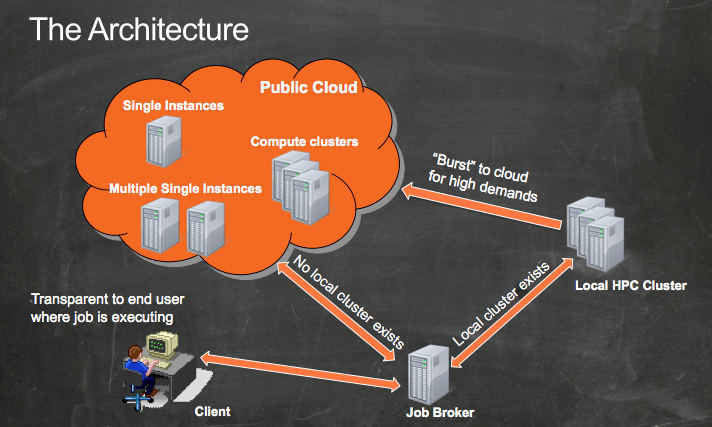 The Architecture
Public Cloud
Single Instances
Compute clusters
Multiple Single Instances
“Burst” to cloud
for high demands
Local HPC Cluster
No local cluster exists
Local cluster exists
Transparent to end user
where job is executing
Client
Job Broker